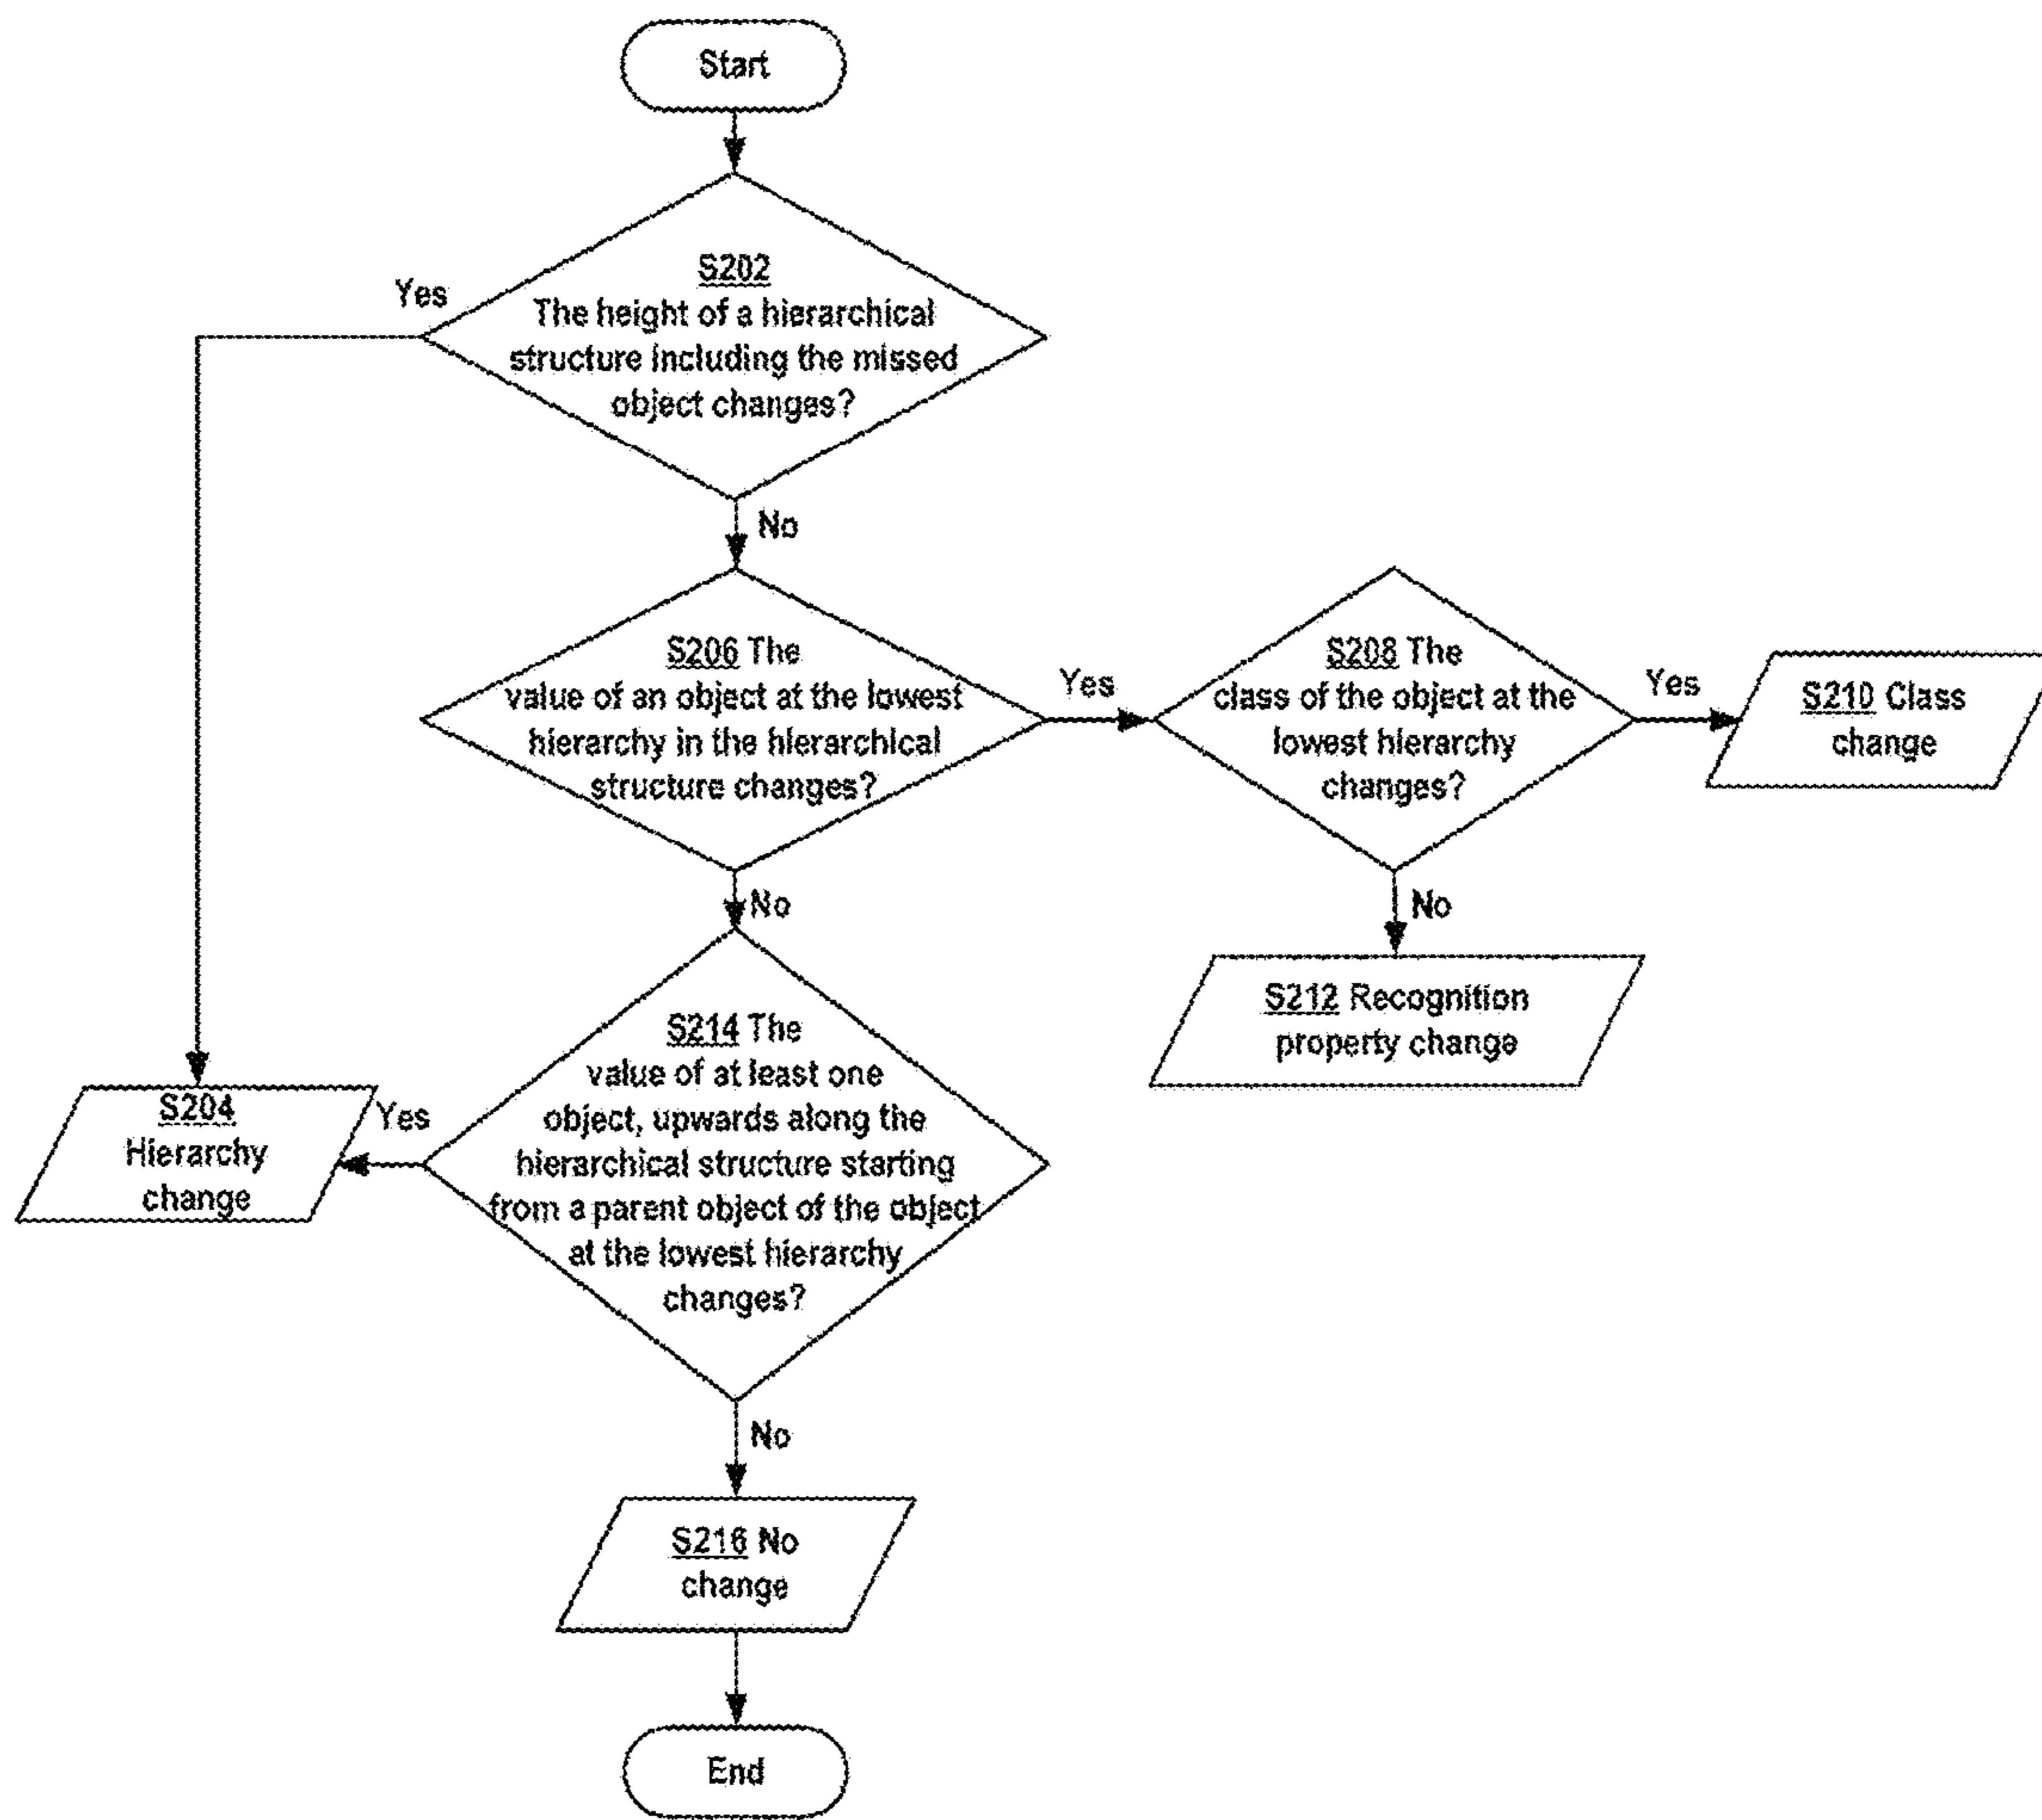 Start
S202
Yes
The height of a hierarchical
structure including the missed
object changes?
No
S206 The
value of an object at the lowest
hierarchy in the hierarchical
structure changes?
Yes
S208 The
class of the object at the
lowest hierarchy
changes?
Yes
S210 Class
change
No
No
S212 Recognition
property change
S214 The
value of at least one
object, upwards along the
hierarchical structure starting
from a parent object of the object
at the lowest hierarchy
changes?
Yes
S204
Hierarchy
change
No
S216 No
change
End